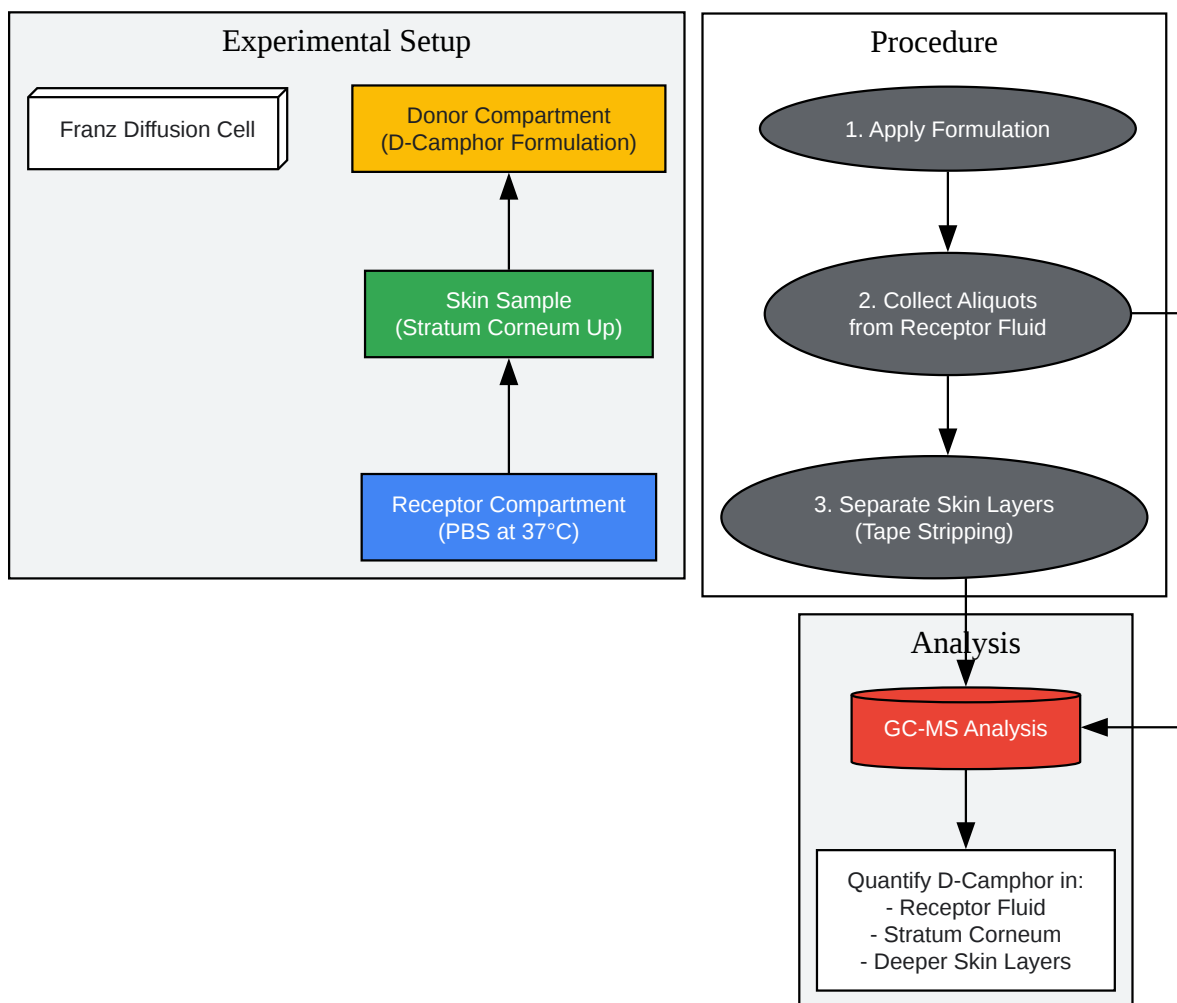 Experimental Setup
Franz Diffusion Cell
Donor Compartment
(D-Camphor Formulation)
Skin Sample
(Stratum Corneum Up)
Receptor Compartment
(PBS at 37°C)
Procedure
1. Apply Formulation
2. Collect Aliquots
from Receptor Fluid
3. Separate Skin Layers
(Tape Stripping)
Analysis
GC-MS Analysis
Quantify D-Camphor in:
- Receptor Fluid
- Stratum Corneum
- Deeper Skin Layers